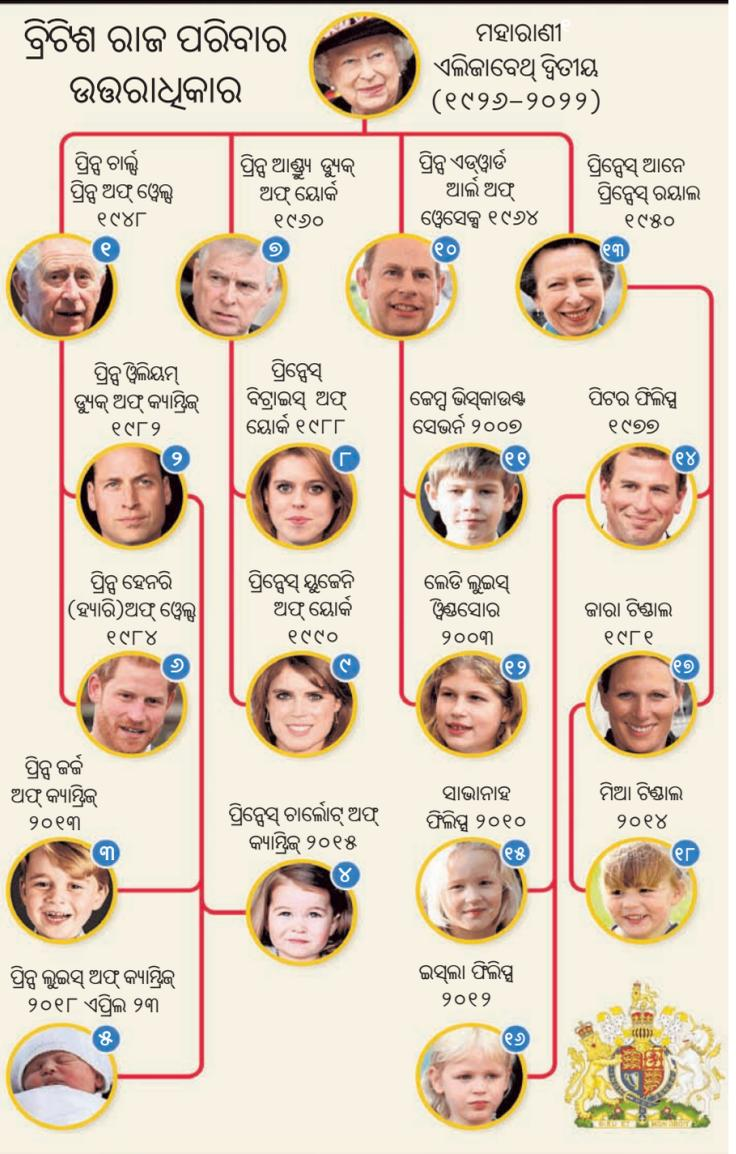 ବ୍ରିଟିଶ ରାଜ ପରିବାର
ଉତ୍ତରାଧିକାର
ମହାରାଣୀ
ଏଲିଜାବେଥ୍ ଦ୍ୱିତୀୟ
(୧୯୨୬-୨୦୨୨)
ପ୍ରିନ୍ସ ଚାର୍ଲ୍ସ
ପ୍ରିନ୍ସ ଅଫ୍ ୱେଲ୍ସ
୧୯୪୮
୧
ପ୍ରିନ୍ସ ଆଣ୍ଡ୍ର୍ୟୁ ଡ୍ୟୁକ୍
ଅଫ୍ ୟୋର୍କ
୧୯୬୦
୭
ପ୍ରିନ୍ସ ଏଡ୍‌ୱାର୍ଡ
ଆର୍ଲ ଅଫ୍
ୱେସେକ୍ସ ୧୯୬୪
୧୦
ପ୍ରିନ୍ସେସ୍ ଆନେ
ପ୍ରିନ୍ସେସ୍ ରୟାଲ
୧୯୫୦
୧୩
ପ୍ରିନ୍ସ ୱିଲିୟମ୍
ଡ୍ୟୁକ୍ ଅଫ୍ କ୍ୟାମ୍ବ୍ରିଜ୍
୧୯୮୨
୨
ପ୍ରିନ୍ସେସ୍
ବିଟ୍ରାଇସ୍ ଅଫ୍
ୟୋର୍କ ୧୯୮୮
୮
ଜେମ୍ସ ଭିସ୍‌କାଉଣ୍ଟ
ସେଭର୍ନ ୨୦୦୭
୧୧
ପିଟର ଫିଲିପ୍ସ
୧୯୭୭
୧୪
ପ୍ରିନ୍ସ ହେନରି
(ହ୍ୟାରି)ଅଫ୍ ୱେଲ୍ସ
୧୯୮୪
୬
ପ୍ରିନ୍ସେସ୍ ୟୁଜେନି
ଅଫ୍ ୟୋର୍କ
୧୯୯୦
୯
ଲେଡି ଲୁଇସ୍
ୱିଣ୍ଡସୋର
୨୦୦୩
୧୨
ଜାରା ଟିଣ୍ଡାଲ
୧୯୮୧
୧୭
ପ୍ରିନ୍ସ ଜର୍ଜ
ଅଫ୍ କ୍ୟାମ୍ବ୍ରିଜ୍
୨୦୧୩
୩
ପ୍ରିନ୍ସେସ୍ ଚାର୍ଲୋଟ୍ ଅଫ୍
କ୍ୟାମ୍ବ୍ରିଜ୍ ୨୦୧୫
୪
ସାଭାନାହ
ଫିଲିପ୍ସ ୨୦୧୦
୧୫
ମିଆ ଟିଣ୍ଡାଲ
୨୦୧୪
୧୮
ପ୍ରିନ୍ସ ଲୁଇସ୍ ଅଫ୍ କ୍ୟାମ୍ବ୍ରିଜ୍
୨୦୧୮ ଏପ୍ରିଲ ୨୩
୫
ଇସ୍‌ଲା ଫିଲିପ୍ସ
୨୦୧୨
୧୬